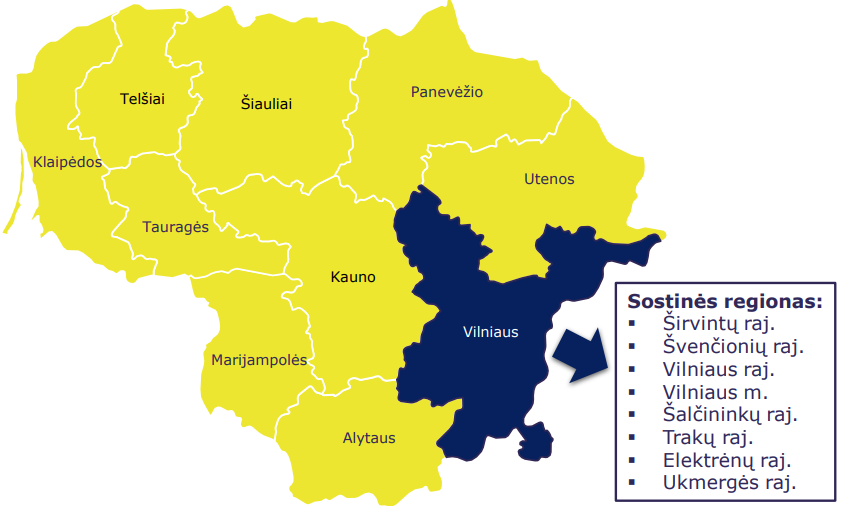 Panevėžio
Telšiai
Šiauliai
Klaipėdos
Utenos
Tauragės
Kauno
Vilniaus
Marijampolės
Alytaus
Sostinės regionas:
▪ Širvintų raj.
▪ Švenčionių raj.
▪ Vilniaus raj.
▪ Vilniaus m.
▪ Šalčininkų raj.
▪ Trakų raj.
▪ Elektrėnų raj.
▪ Ukmergės raj.